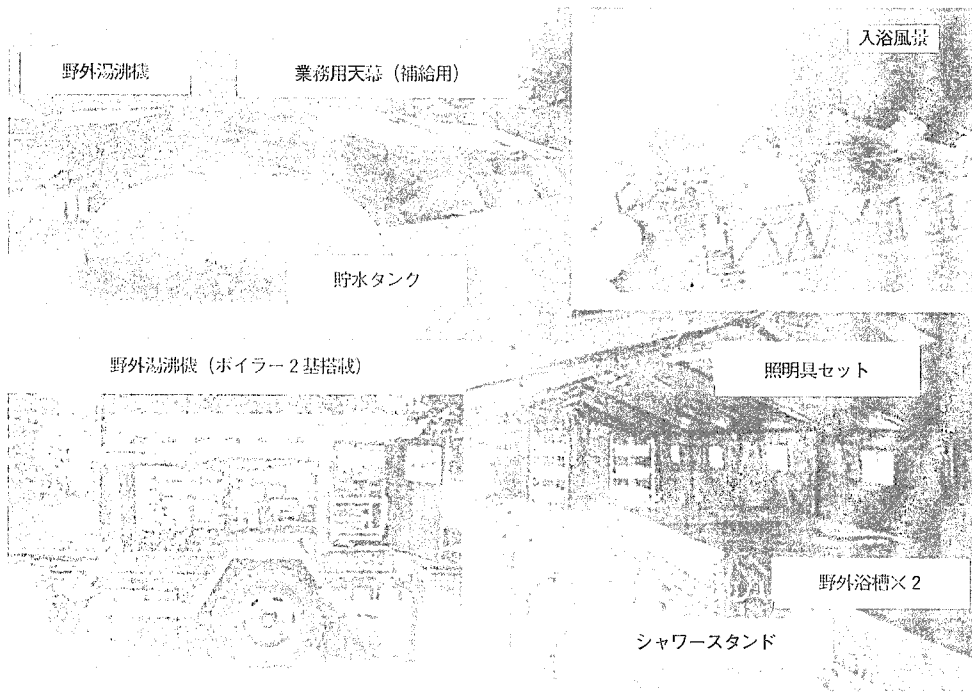 野外湯沸機
業務用天幕（補給用）
入浴風景
貯水タンク
野外湯沸機（ボイラー２基搭載）
照明具セット
野外浴槽×２
シャワースタンド